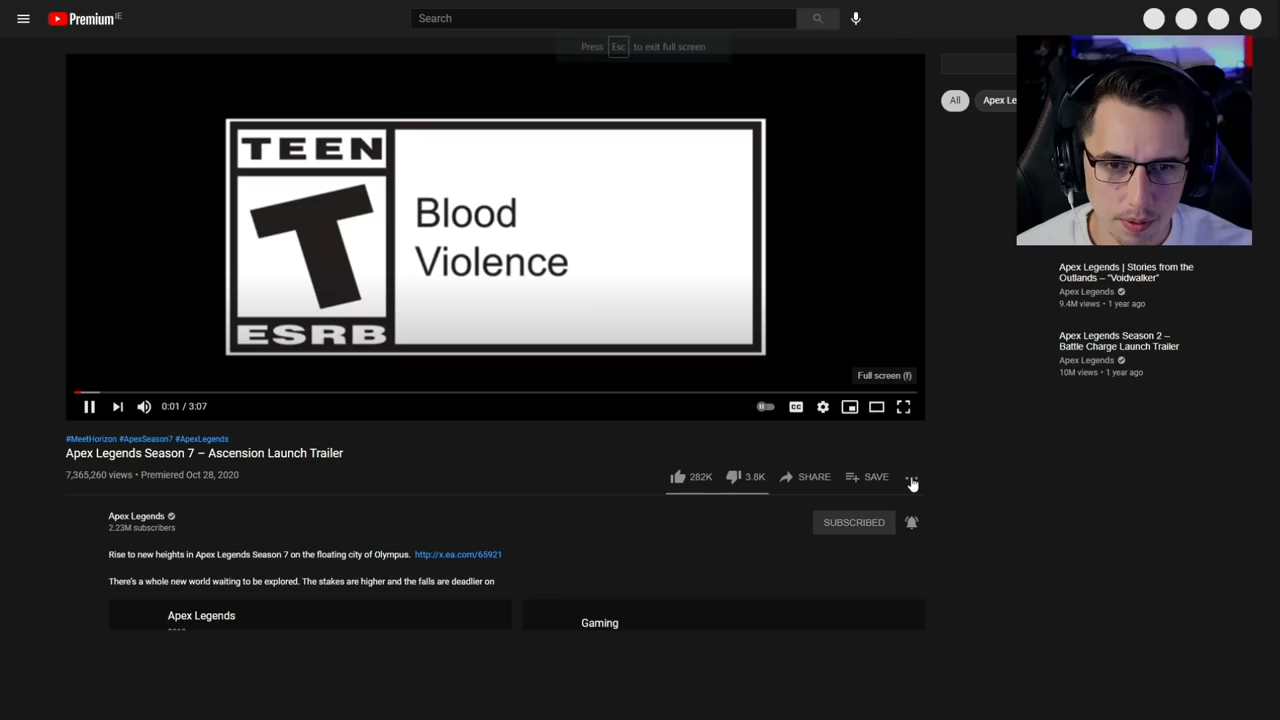 Premium IE
Search
Press Esc to exit full screen
All
Apex Le
TEEN
T
ESRB
Blood
Violence
Full screen (f)
0:01 / 3:07
CC
#MeetHorizon #ApexSeason7 #ApexLegends
Apex Legends Season 7 – Ascension Launch Trailer
7,365,260 views • Premiered Oct 28, 2020
282K
3.8K
SHARE
SAVE
Apex Legends
2.23M subscribers
SUBSCRIBED
Rise to new heights in Apex Legends Season 7 on the floating city of Olympus. http://x.ea.com/65921
There's a whole new world waiting to be explored. The stakes are higher and the falls are deadlier on
Apex Legends
Gaming
Apex Legends | Stories from the
Outlands – "Voidwalker"
Apex Legends
9.4M views • 1 year ago
Apex Legends Season 2 –
Battle Charge Launch Trailer
Apex Legends
10M views • 1 year ago